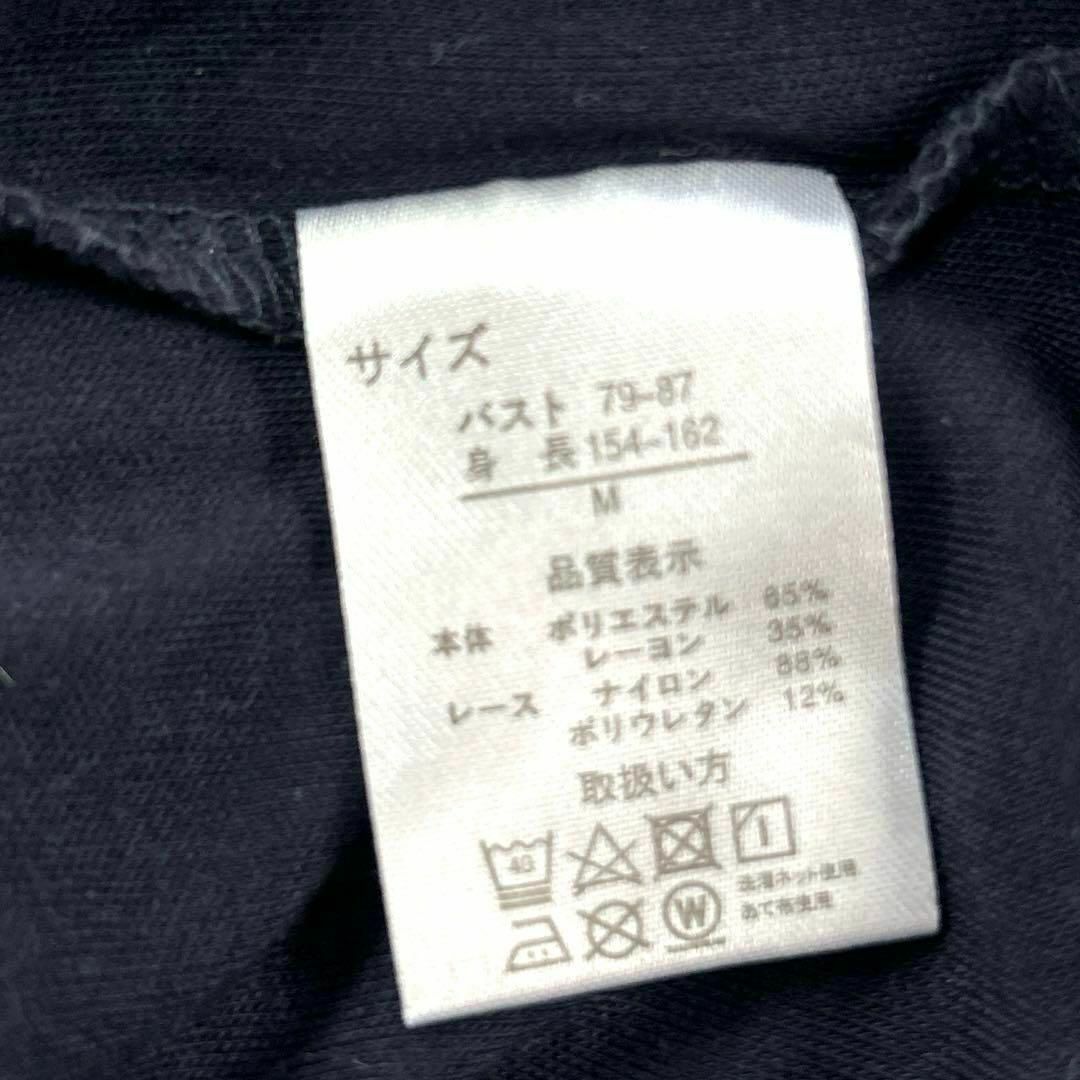 サイズ
バスト 79-87
身 長 154-162
M
品質表示
本体 ポリエステル 65%
レーヨン 35%
レース ナイロン 88%
ポリウレタン 12%
取扱い方
40
洗濯ネット使用
W
あて布使用